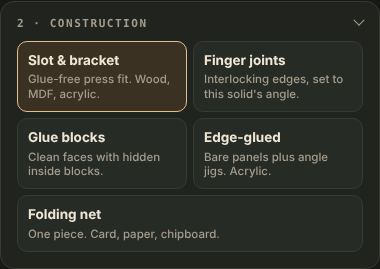 2 · CONSTRUCTION
Slot & bracket
Glue-free press fit. Wood,
MDF, acrylic.
Finger joints
Interlocking edges, set to
this solid's angle.
Glue blocks
Clean faces with hidden
inside blocks.
Edge-glued
Bare panels plus angle
jigs. Acrylic.
Folding net
One piece. Card, paper, chipboard.